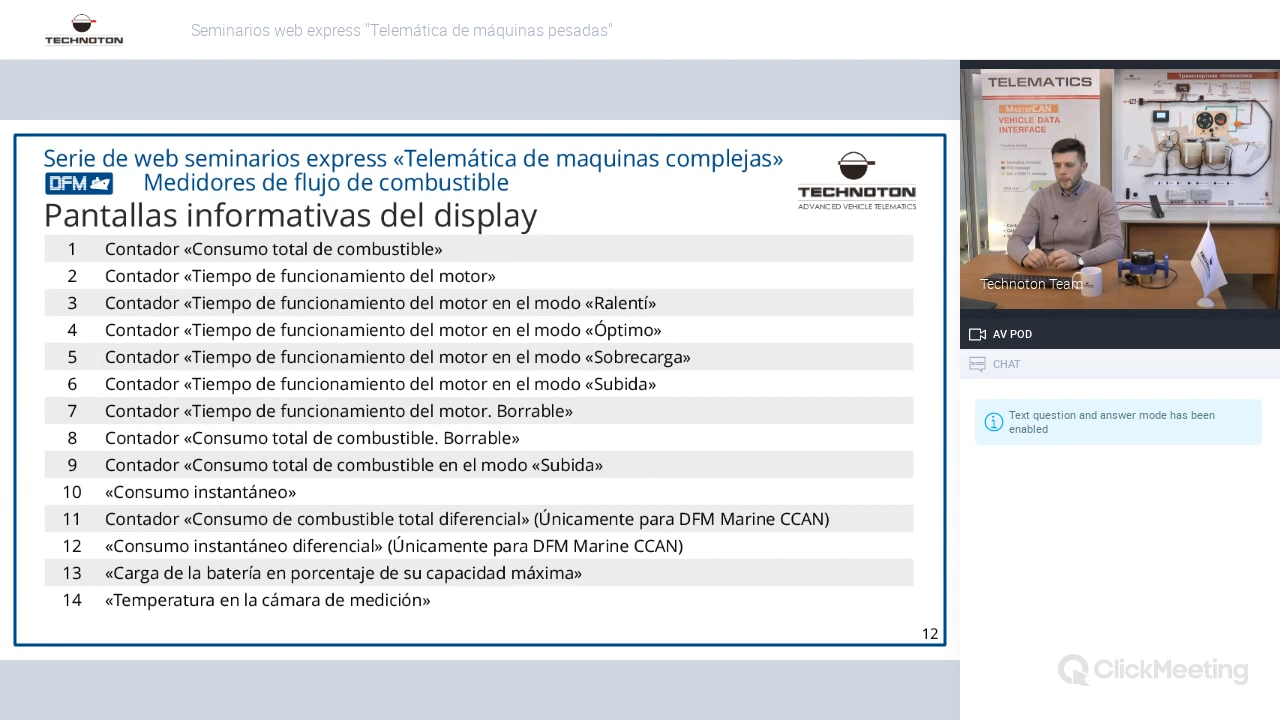 TECHNOTON
Seminarios web express "Telemática de máquinas pesadas"
Serie de web seminarios express «Telemática de maquinas complejas»
DFM Medidores de flujo de combustible
Pantallas informativas del display
TECHNOTON
ADVANCED VEHICLE TELEMATICS
1 Contador «Consumo total de combustible»
2 Contador «Tiempo de funcionamiento del motor»
3 Contador «Tiempo de funcionamiento del motor en el modo «Ralentí»
4 Contador «Tiempo de funcionamiento del motor en el modo «Óptimo»
5 Contador «Tiempo de funcionamiento del motor en el modo «Sobrecarga»
6 Contador «Tiempo de funcionamiento del motor en el modo «Subida»
7 Contador «Tiempo de funcionamiento del motor. Borrable»
8 Contador «Consumo total de combustible. Borrable»
9 Contador «Consumo total de combustible en el modo «Subida»
10 «Consumo instantáneo»
11 Contador «Consumo de combustible total diferencial» (Únicamente para DFM Marine CCAN)
12 «Consumo instantáneo diferencial» (Únicamente para DFM Marine CCAN)
13 «Carga de la batería en porcentaje de su capacidad máxima»
14 «Temperatura en la cámara de medición»
12
TELEMATICS
MASTERCAN
VEHICLE DATA
INTERFACE
Транспортная телематика
Technoton Team
AV POD
CHAT
Text question and answer mode has been
enabled
ClickMeeting